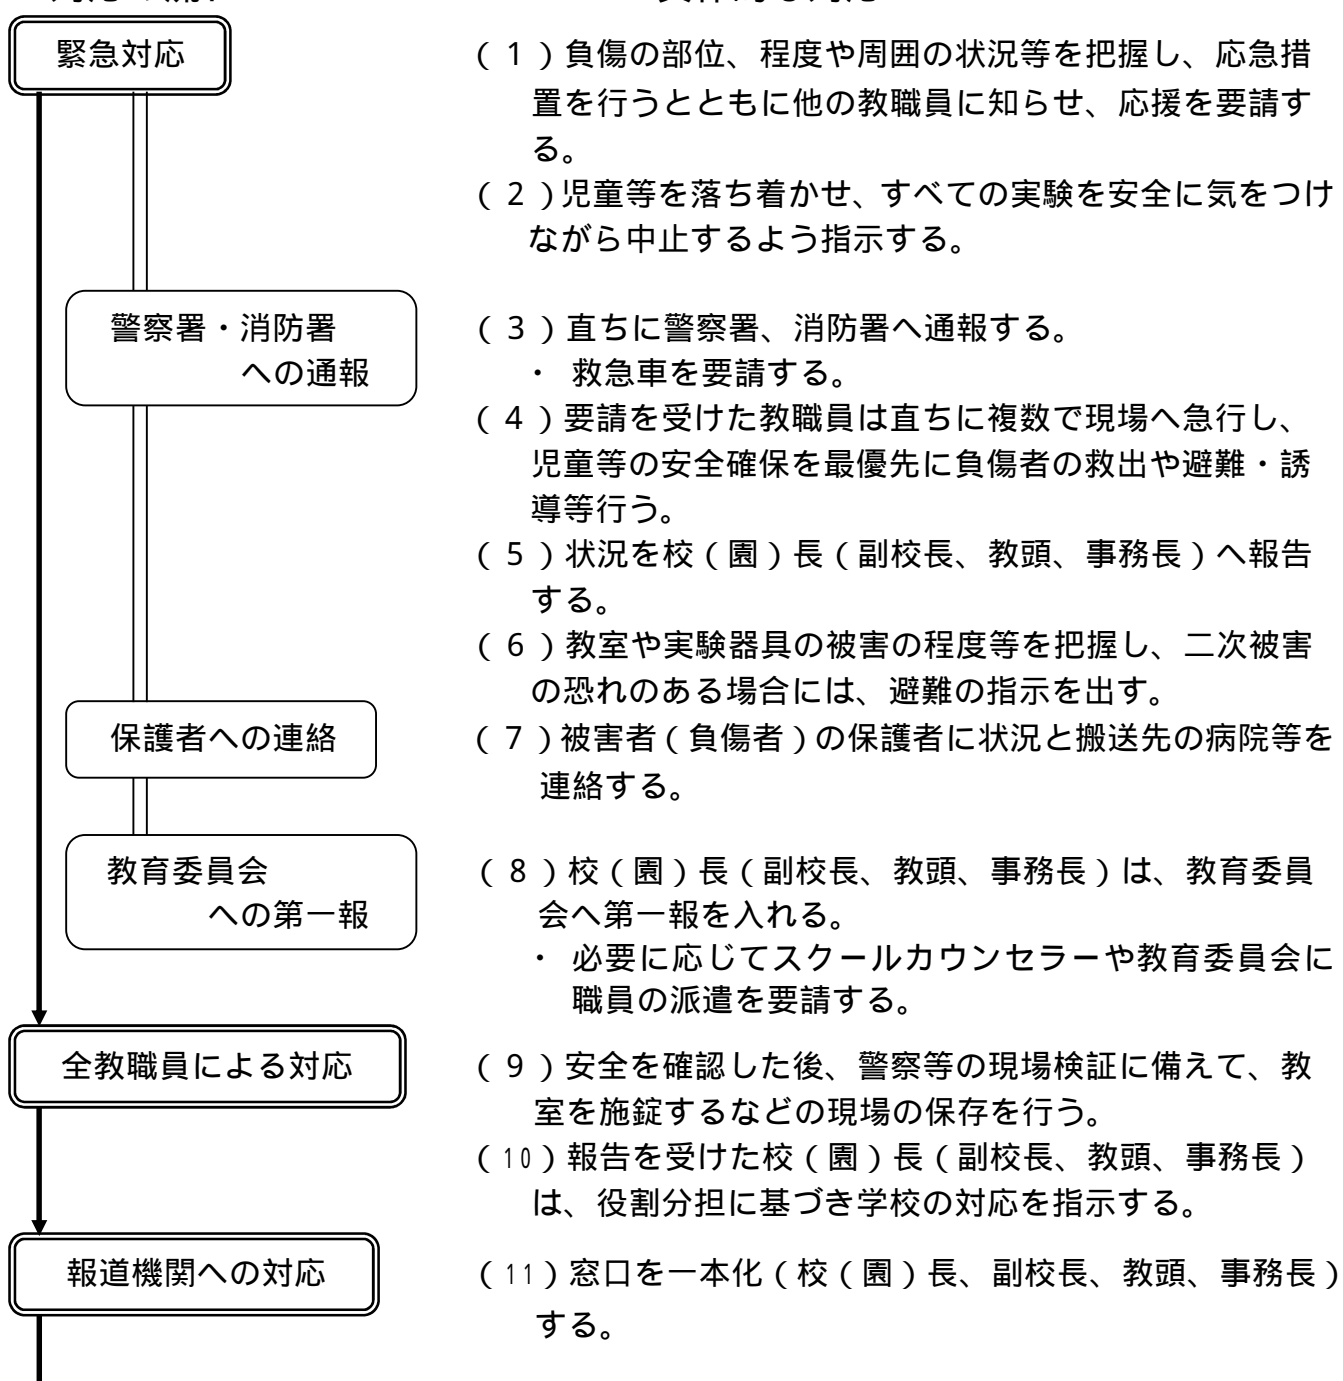 緊急対応
（１）負傷の部位、程度や周囲の状況等を把握し、応急措
置を行うとともに他の教職員に知らせ、応援を要請す
る。
（２）児童等を落ち着かせ、すべての実験を安全に気をつけ
ながら中止するよう指示する。
警察署・消防署
への通報
（３）直ちに警察署、消防署へ通報する。
・ 救急車を要請する。
（４）要請を受けた教職員は直ちに複数で現場へ急行し、
児童等の安全確保を最優先に負傷者の救出や避難・誘
導等行う。
（５）状況を校（園）長（副校長、教頭、事務長）へ報告
する。
（６）教室や実験器具の被害の程度等を把握し、二次被害
の恐れのある場合には、避難の指示を出す。
保護者への連絡
（７）被害者（負傷者）の保護者に状況と搬送先の病院等を
連絡する。
教育委員会
への第一報
（８）校（園）長（副校長、教頭、事務長）は、教育委員
会へ第一報を入れる。
・ 必要に応じてスクールカウンセラーや教育委員会に
職員の派遣を要請する。
全教職員による対応
（９）安全を確認した後、警察等の現場検証に備えて、教
室を施錠するなどの現場の保存を行う。
（10）報告を受けた校（園）長（副校長、教頭、事務長）
は、役割分担に基づき学校の対応を指示する。
報道機関への対応
（11）窓口を一本化（校（園）長、副校長、教頭、事務長）
する。